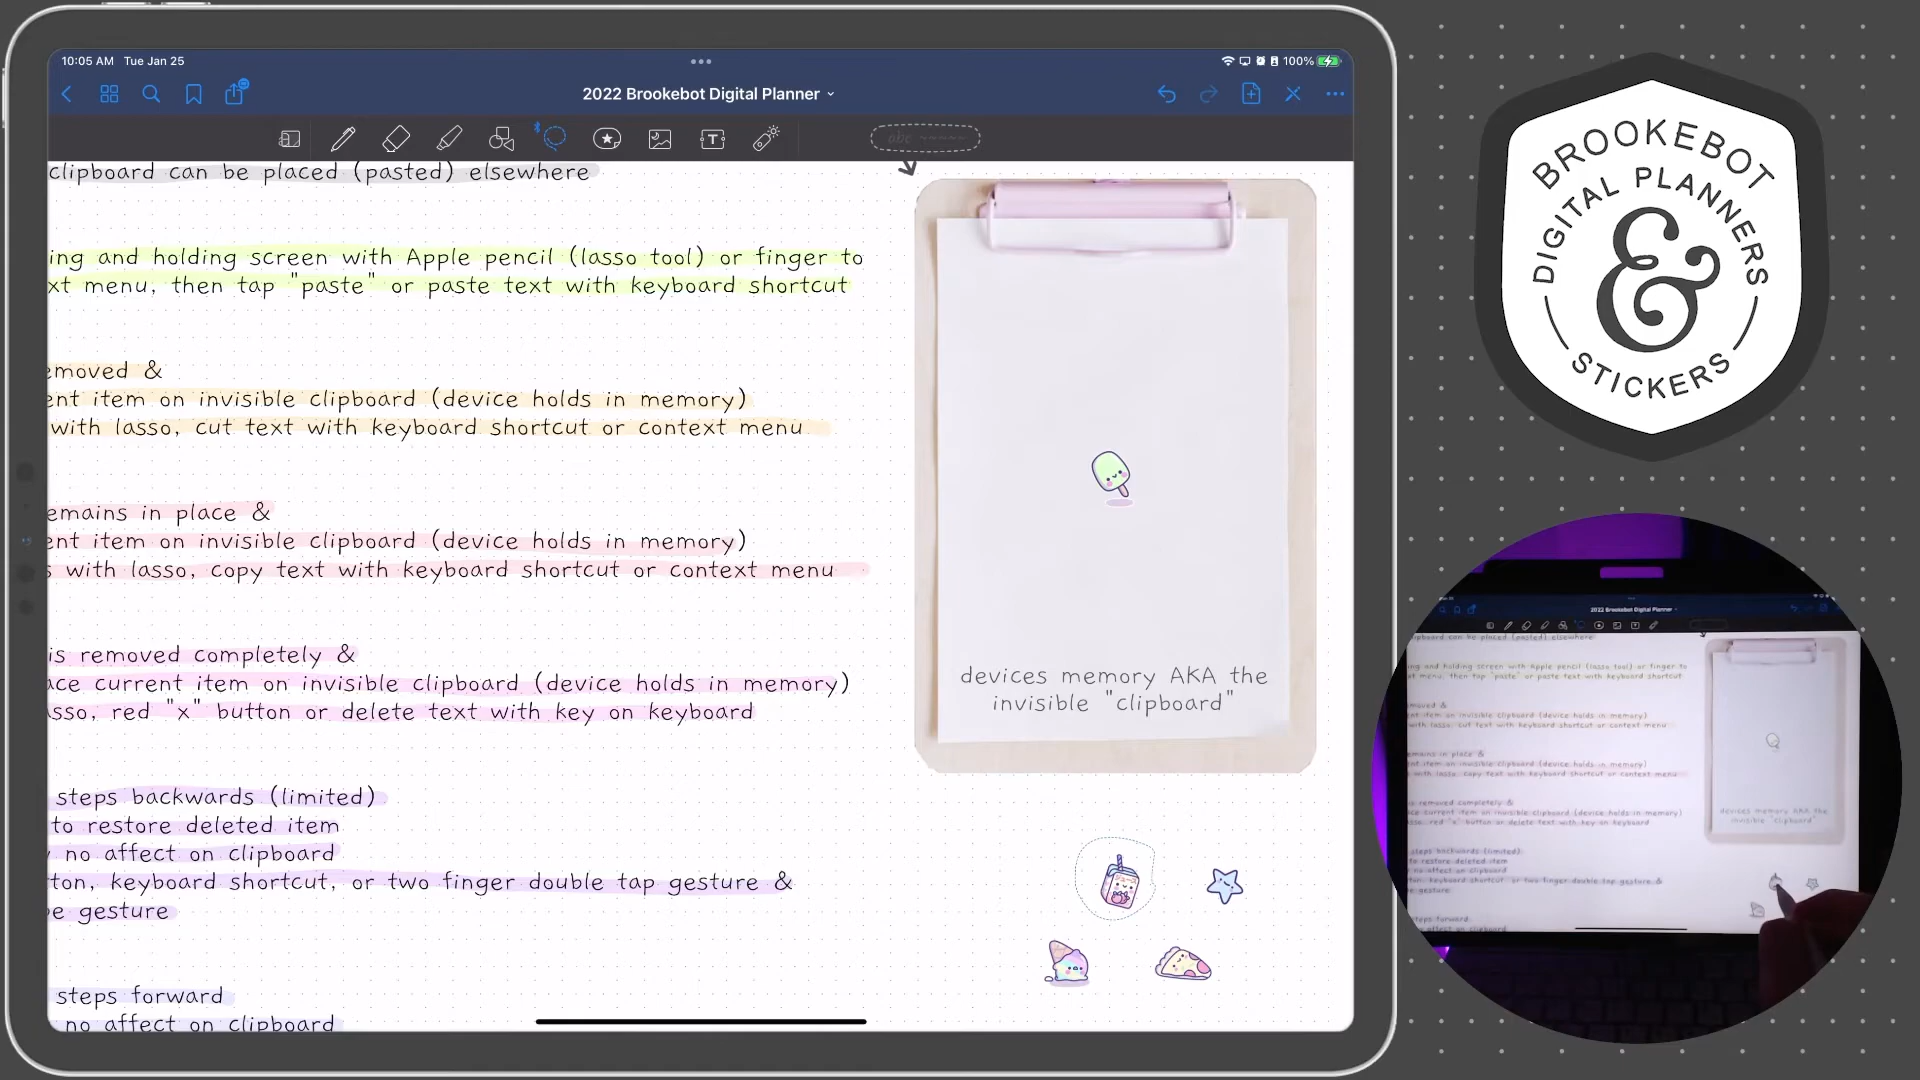 10:05 AM Tue Jan 25
100%
2022 Brookebot Digital Planner
clipboard can be placed (pasted) elsewhere
ing and holding screen with Apple pencil (lasso tool) or finger to
xt menu, then tap "paste" or paste text with keyboard shortcut
emoved &
ent item on invisible clipboard (device holds in memory)
with lasso, cut text with keyboard shortcut or context menu
emains in place &
ent item on invisible clipboard (device holds in memory)
s with lasso, copy text with keyboard shortcut or context menu
is removed completely &
ace current item on invisible clipboard (device holds in memory)
asso, red "x" button or delete text with key on keyboard
steps backwards (limited)
to restore deleted item
no affect on clipboard
ton, keyboard shortcut, or two finger double tap gesture &
e gesture
steps forward
no affect on clipboard
devices memory AKA the
invisible "clipboard"
BROOKEBOT
DIGITAL PLANNERS
&
STICKERS